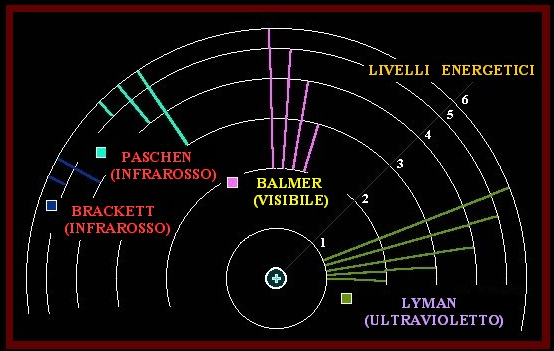 LIVELLI ENERGETICI
6
5
4
3
2
1
PASCHEN
(INFRAROSSO)
BALMER
(VISIBILE)
BRACKETT
(INFRAROSSO)
LYMAN
(ULTRAVIOLETTO)
+